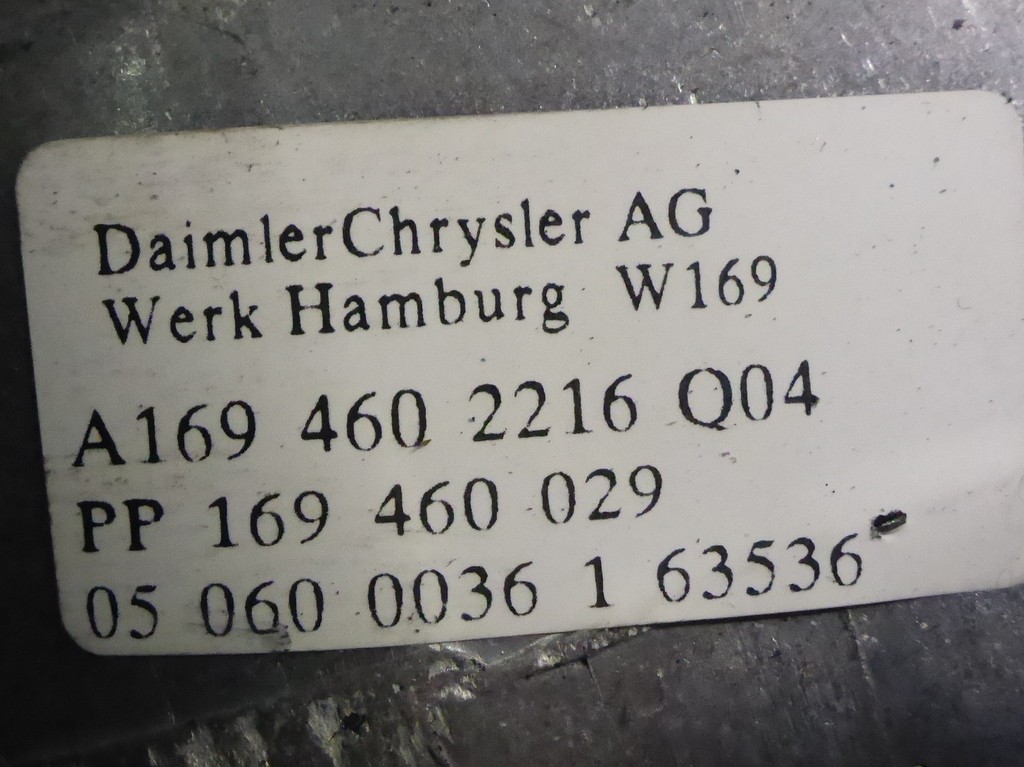 DaimlerChrysler AG
Werk Hamburg W169
A169 460 2216 Q04
PP 169 460 029
05 060 0036 1 63536